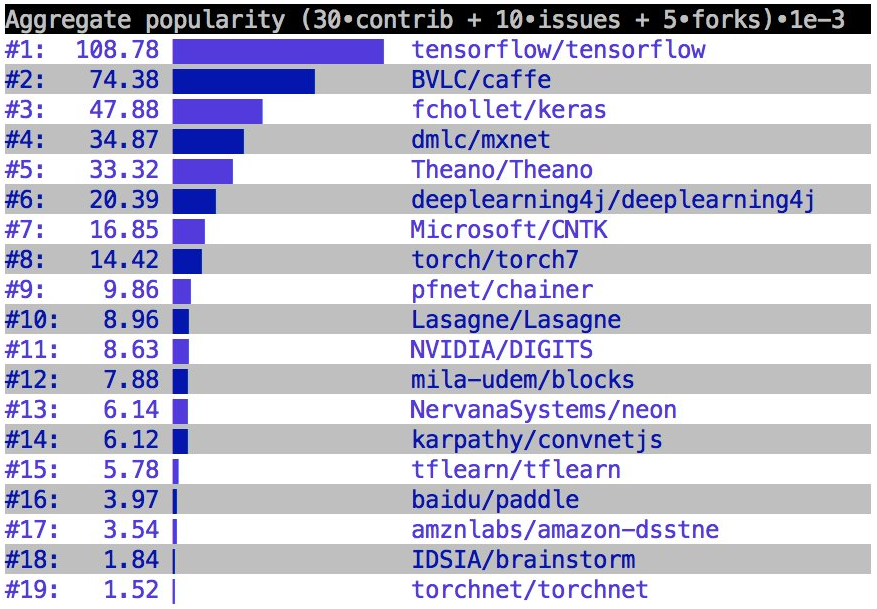 Aggregate popularity (30•contrib + 10•issues + 5•forks)•1e-3
#1: 108.78 tensorflow/tensorflow
#2: 74.38 BVLC/caffe
#3: 47.88 fchollet/keras
#4: 34.87 dmlc/mxnet
#5: 33.32 Theano/Theano
#6: 20.39 deeplearning4j/deeplearning4j
#7: 16.85 Microsoft/CNTK
#8: 14.42 torch/torch7
#9: 9.86 pfnet/chainer
#10: 8.96 Lasagne/Lasagne
#11: 8.63 NVIDIA/DIGITS
#12: 7.88 mila-udem/blocks
#13: 6.14 NervanaSystems/neon
#14: 6.12 karpathy/convnetjs
#15: 5.78 tflearn/tflearn
#16: 3.97 baidu/paddle
#17: 3.54 amznlabs/amazon-dsstne
#18: 1.84 IDSIA/brainstorm
#19: 1.52 torchnet/torchnet